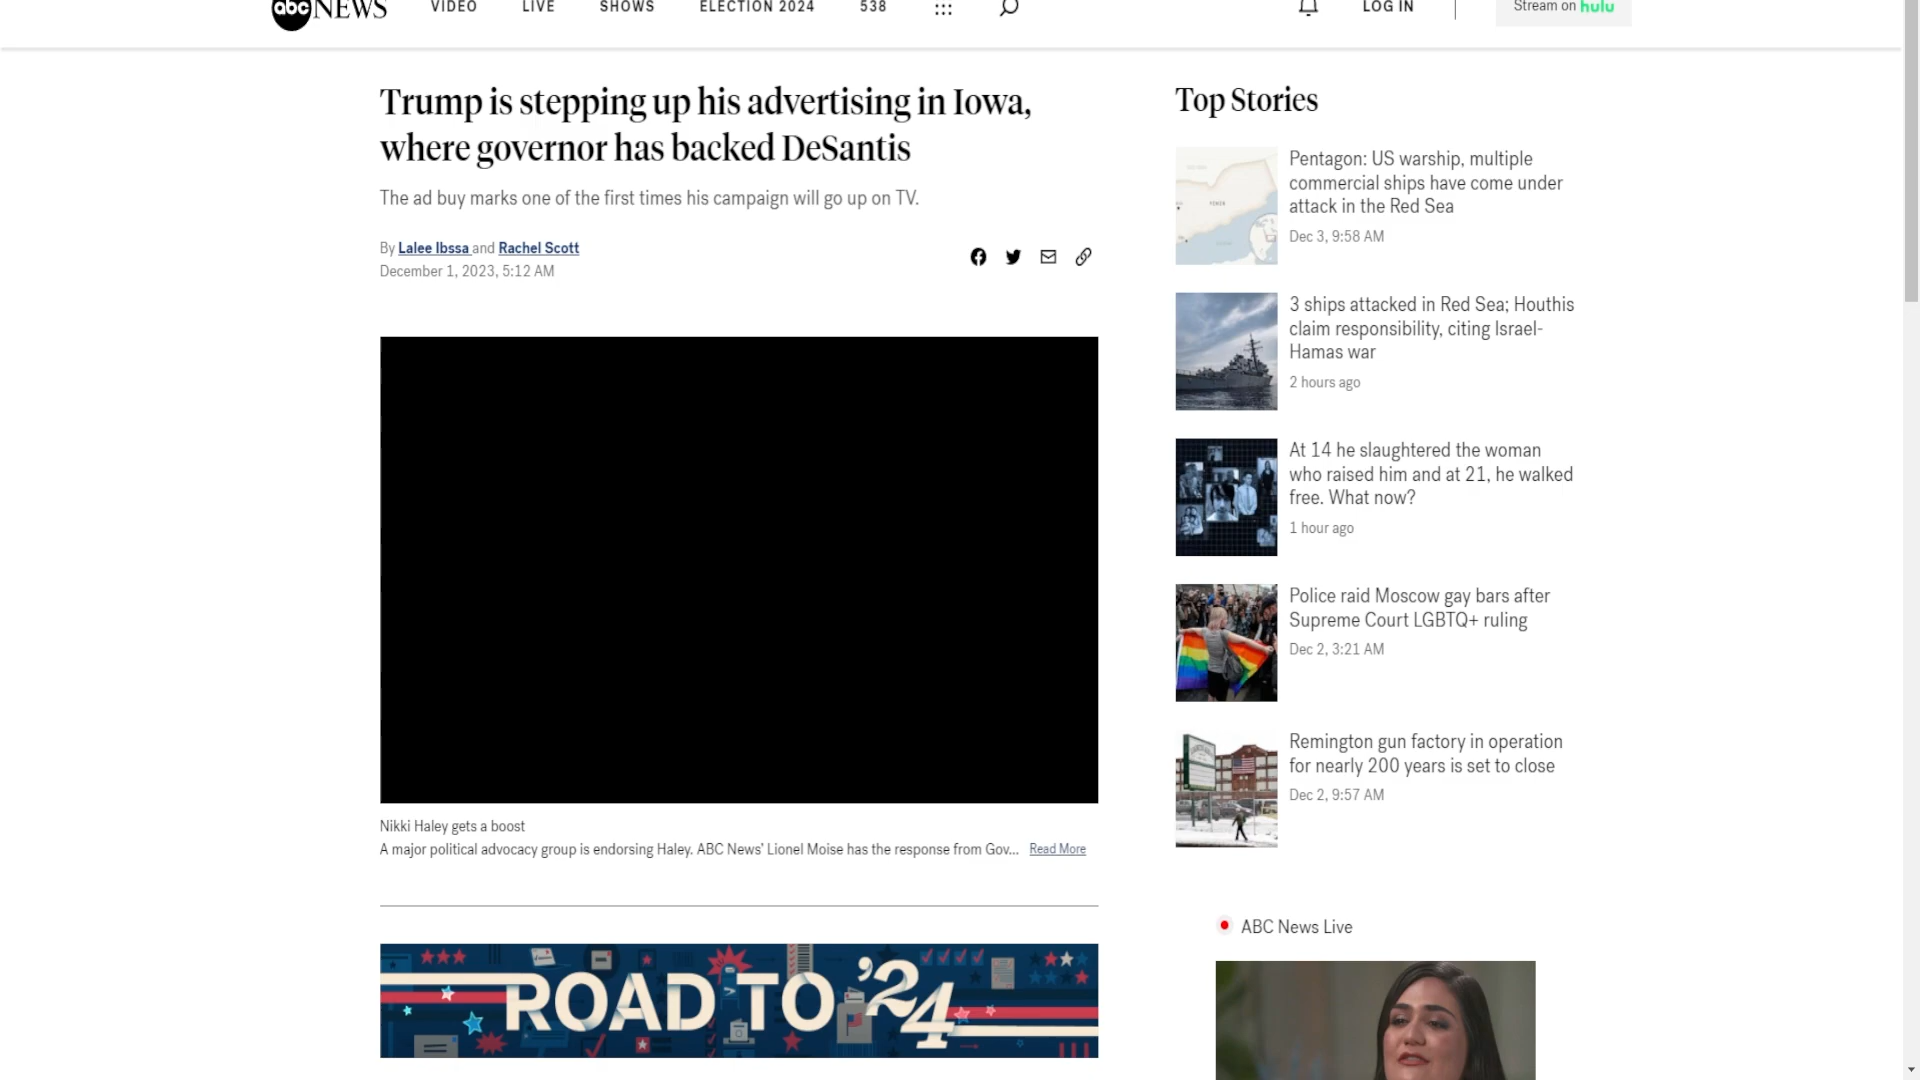 abc NEWS VIDEO LIVE SHOWS ELECTION 2024 538 LOG IN Stream on hulu
Trump is stepping up his advertising in Iowa,
where governor has backed DeSantis
The ad buy marks one of the first times his campaign will go up on TV.
By Lalee Ibssa and Rachel Scott
December 1, 2023, 5:12 AM
Nikki Haley gets a boost
A major political advocacy group is endorsing Haley. ABC News’ Lionel Moise has the response from Gov... Read More
ROAD TO ’24
Top Stories
Pentagon: US warship, multiple
commercial ships have come under
attack in the Red Sea
Dec 3, 9:58 AM
3 ships attacked in Red Sea; Houthis
claim responsibility, citing Israel-
Hamas war
2 hours ago
At 14 he slaughtered the woman
who raised him and at 21, he walked
free. What now?
1 hour ago
Police raid Moscow gay bars after
Supreme Court LGBTQ+ ruling
Dec 2, 3:21 AM
Remington gun factory in operation
for nearly 200 years is set to close
Dec 2, 9:57 AM
ABC News Live